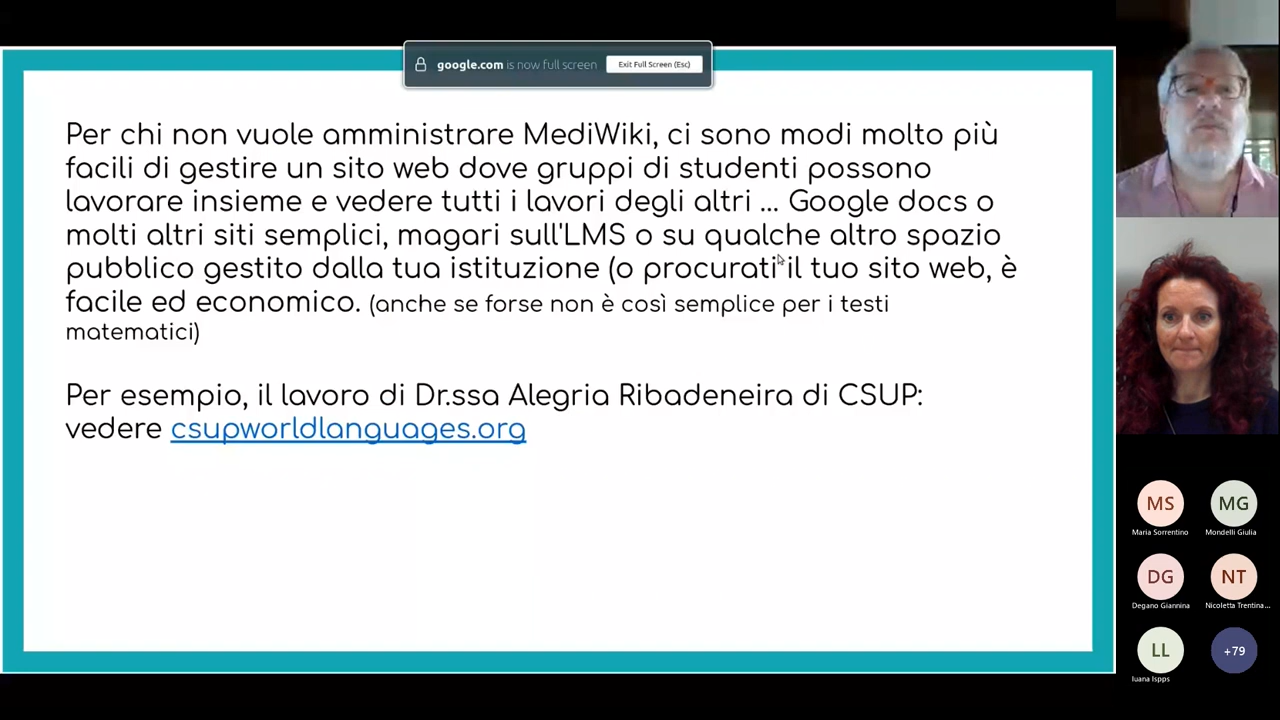 google.com is now full screen Exit Full Screen (Esc)
Per chi non vuole amministrare MediWiki, ci sono modi molto più
facili di gestire un sito web dove gruppi di studenti possono
lavorare insieme e vedere tutti i lavori degli altri ... Google docs o
molti altri siti semplici, magari sull'LMS o su qualche altro spazio
pubblico gestito dalla tua istituzione (o procurati il tuo sito web, è
facile ed economico. (anche se forse non è così semplice per i testi
matematici)
Per esempio, il lavoro di Dr.ssa Alegria Ribadeneira di CSUP:
vedere csupworldlanguages.org
MS MG
Maria Sorrentino Mondelli Giulia
DG NT
Degano Giannina Nicoletta Trentina...
LL +79
luana lspps